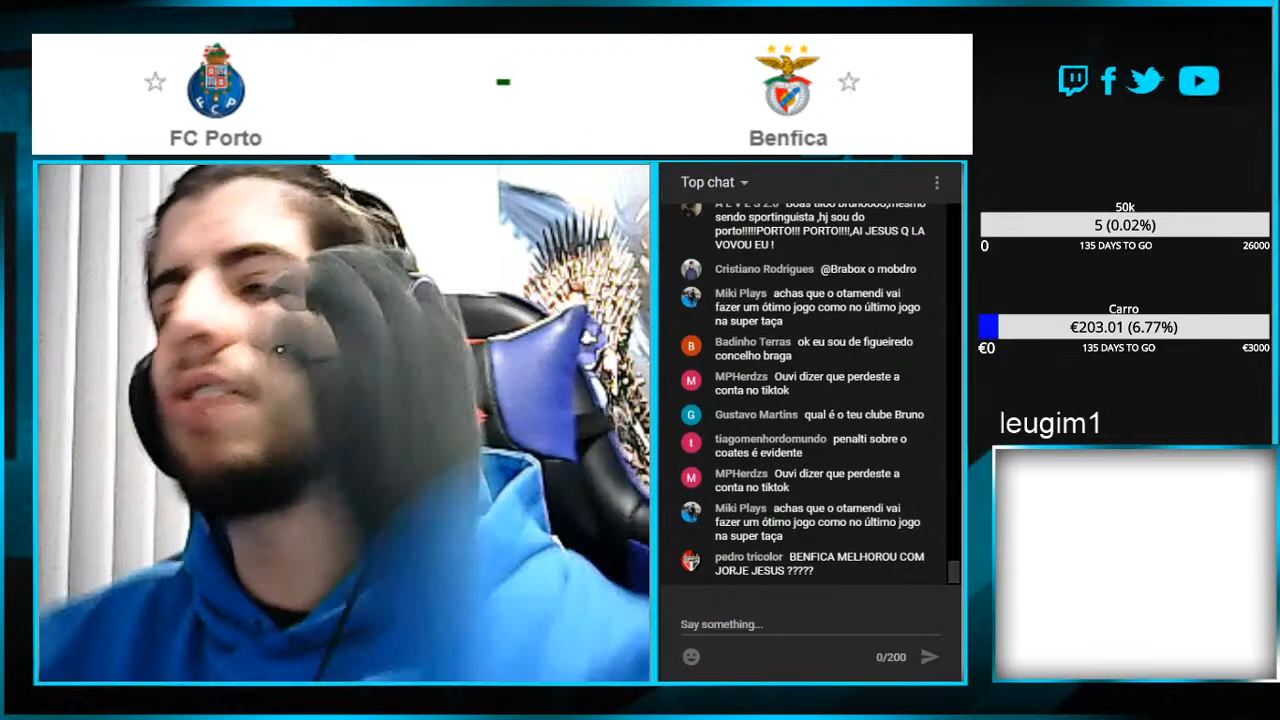 FC Porto
-
Benfica
Top chat
A L V E S 2.0 Boas titoo brunoooo,mesmo
sendo sportinguista ,hj sou do
porto!!!!!PORTO!!! PORTO!!!!,AI JESUS Q LA
VOVOU EU !
Cristiano Rodrigues @Brabox o mobdro
Miki Plays achas que o otamendi vai
fazer um ótimo jogo como no último jogo
na super taça
Badinho Terras ok eu sou de figueiredo
concelho braga
MPHerdzs Ouvi dizer que perdeste a
conta no tiktok
Gustavo Martins qual é o teu clube Bruno
tiagomenhordomundo penalti sobre o
coates é evidente
MPHerdzs Ouvi dizer que perdeste a
conta no tiktok
Miki Plays achas que o otamendi vai
fazer um ótimo jogo como no último jogo
na super taça
pedro tricolor BENFICA MELHOROU COM
JORJE JESUS ?????
Say something...
0/200
50k
5 (0.02%)
0 135 DAYS TO GO 26000
Carro
€203.01 (6.77%)
€0 135 DAYS TO GO €3000
leugim1